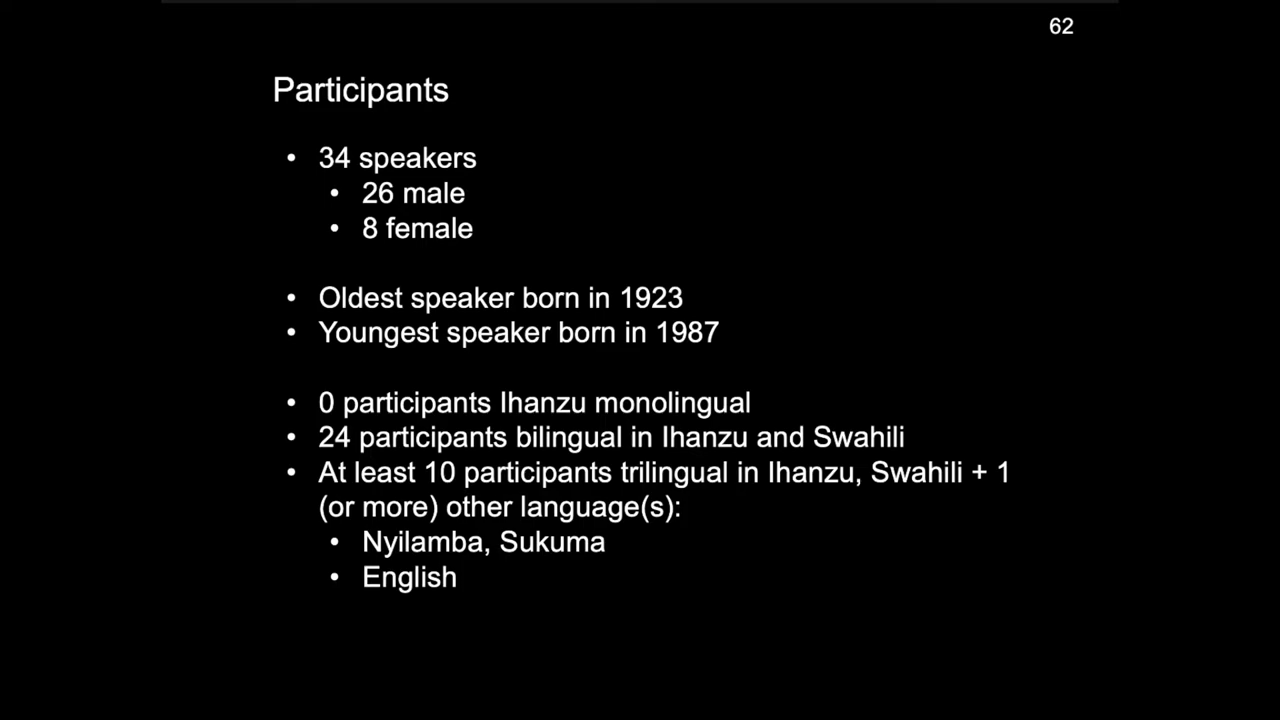 62
Participants
• 34 speakers
• 26 male
• 8 female
• Oldest speaker born in 1923
• Youngest speaker born in 1987
• 0 participants Ihanzu monolingual
• 24 participants bilingual in Ihanzu and Swahili
• At least 10 participants trilingual in Ihanzu, Swahili + 1
(or more) other language(s):
• Nyilamba, Sukuma
• English